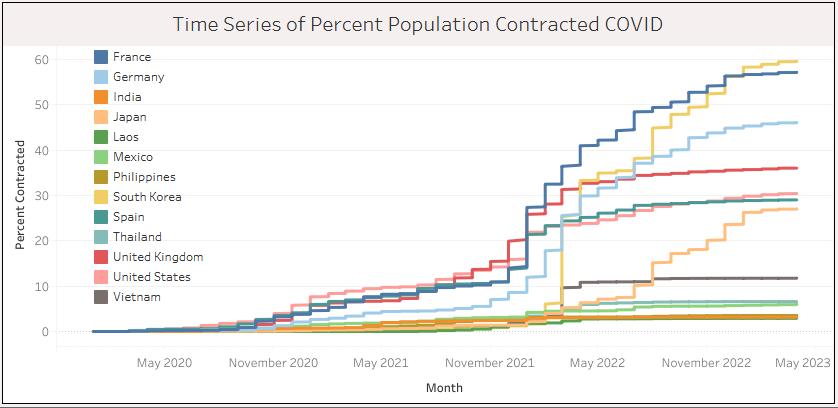 Time Series of Percent Population Contracted COVID
France
Germany
India
Japan
Laos
Mexico
Philippines
South Korea
Spain
Thailand
United Kingdom
United States
Vietnam
Percent Contracted
60
50
40
30
20
10
0
May 2020
November 2020
May 2021
November 2021
May 2022
November 2022
May 2023
Month